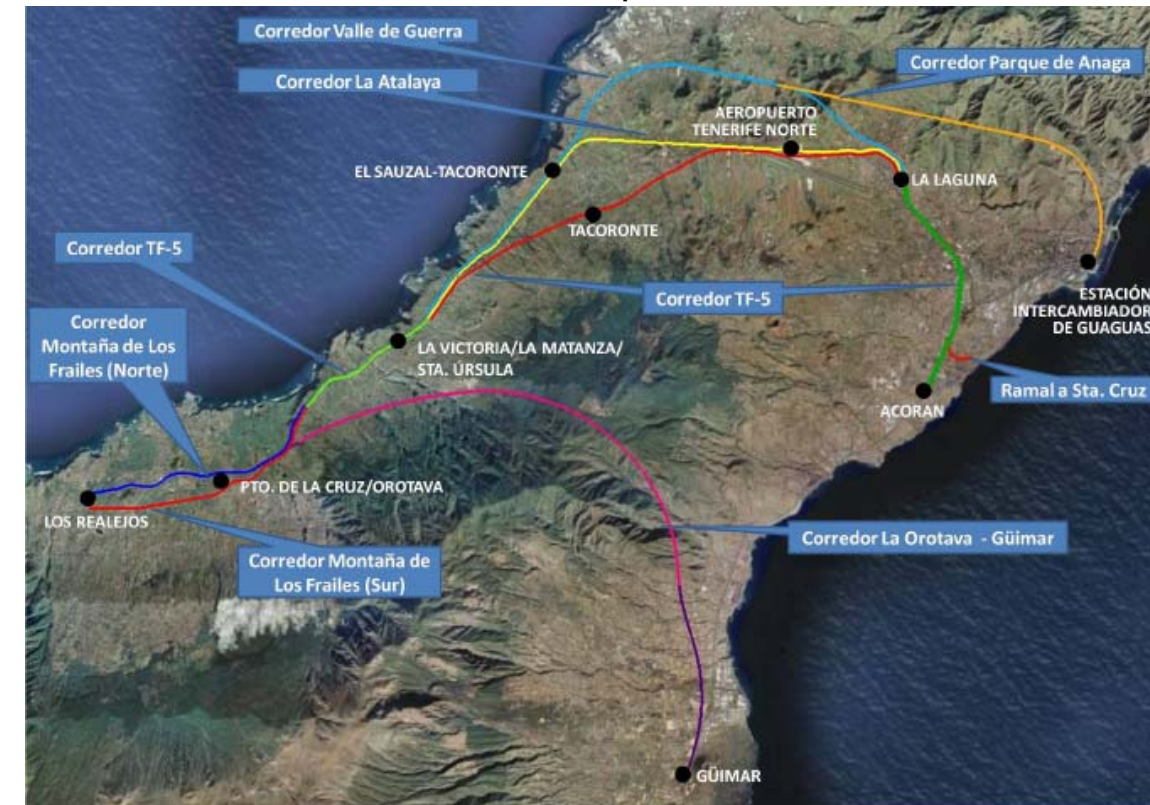 Corredor Valle de Guerra
Corredor La Atalaya
Corredor Parque de Anaga
AEROPUERTO
TENERIFE NORTE
EL SAUZAL-TACORONTE
LA LAGUNA
TACORONTE
Corredor TF-5
Corredor TF-5
ESTACIÓN
INTERCAMBIADOR
DE GUAGUAS
Corredor
Montaña de Los
Frailes (Norte)
LA VICTORIA/LA MATANZA/
STA. ÚRSULA
Ramal a Sta. Cruz
ACORAN
PTO. DE LA CRUZ/OROTAVA
LOS REALEJOS
Corredor La Orotava - Güimar
Corredor Montaña de
Los Frailes (Sur)
GÜIMAR